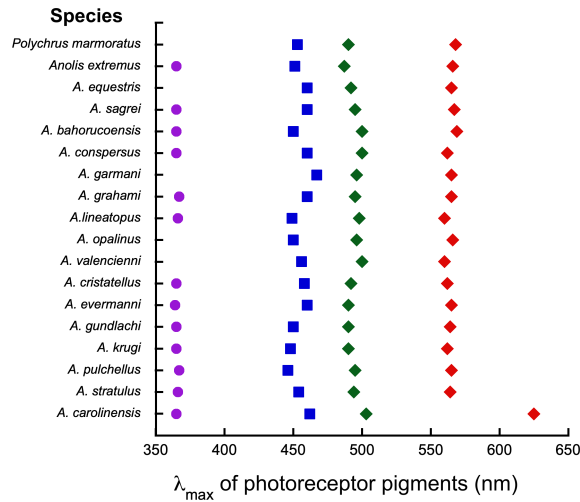 Species
Polychrus marmoratus
Anolis extremus
A. equestris
A. sagrei
A. bahorucoensis
A. conspersus
A. garmani
A. grahami
A.lineatopus
A. opalinus
A. valencienni
A. cristatellus
A. evermanni
A. gundlachi
A. krugi
A. pulchellus
A. stratulus
A. carolinensis
350 400 450 500 550 600 650
λmax of photoreceptor pigments (nm)